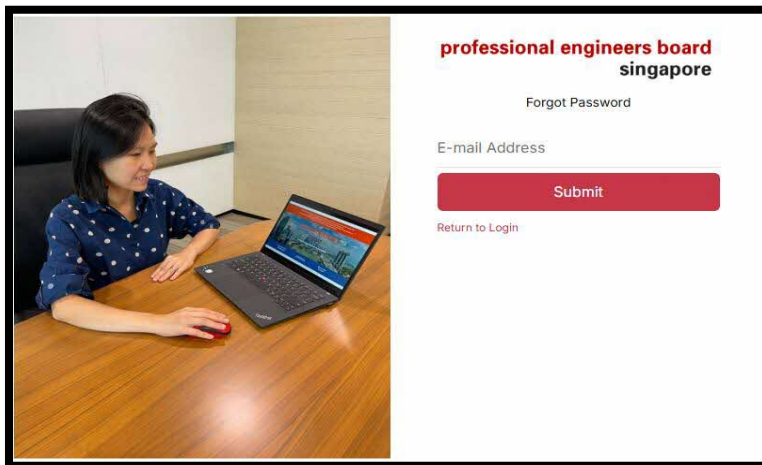 professional engineers board
singapore
Forgot Password
E-mail Address
Submit
Return to Login